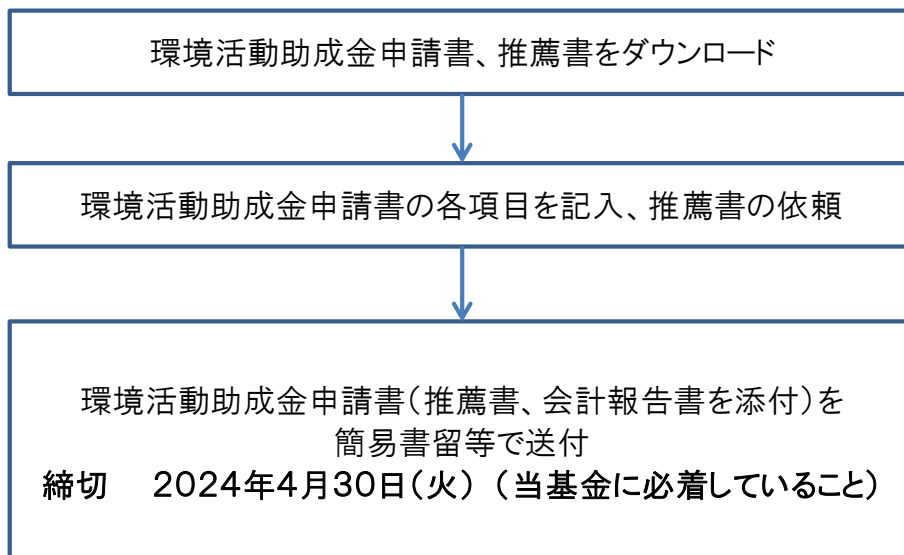 環境活動助成金申請書、推薦書をダウンロード
環境活動助成金申請書の各項目を記入、推薦書の依頼
環境活動助成金申請書（推薦書、会計報告書を添付）を
簡易書留等で送付
締切　2024年4月30日（火）（当基金に必着していること）